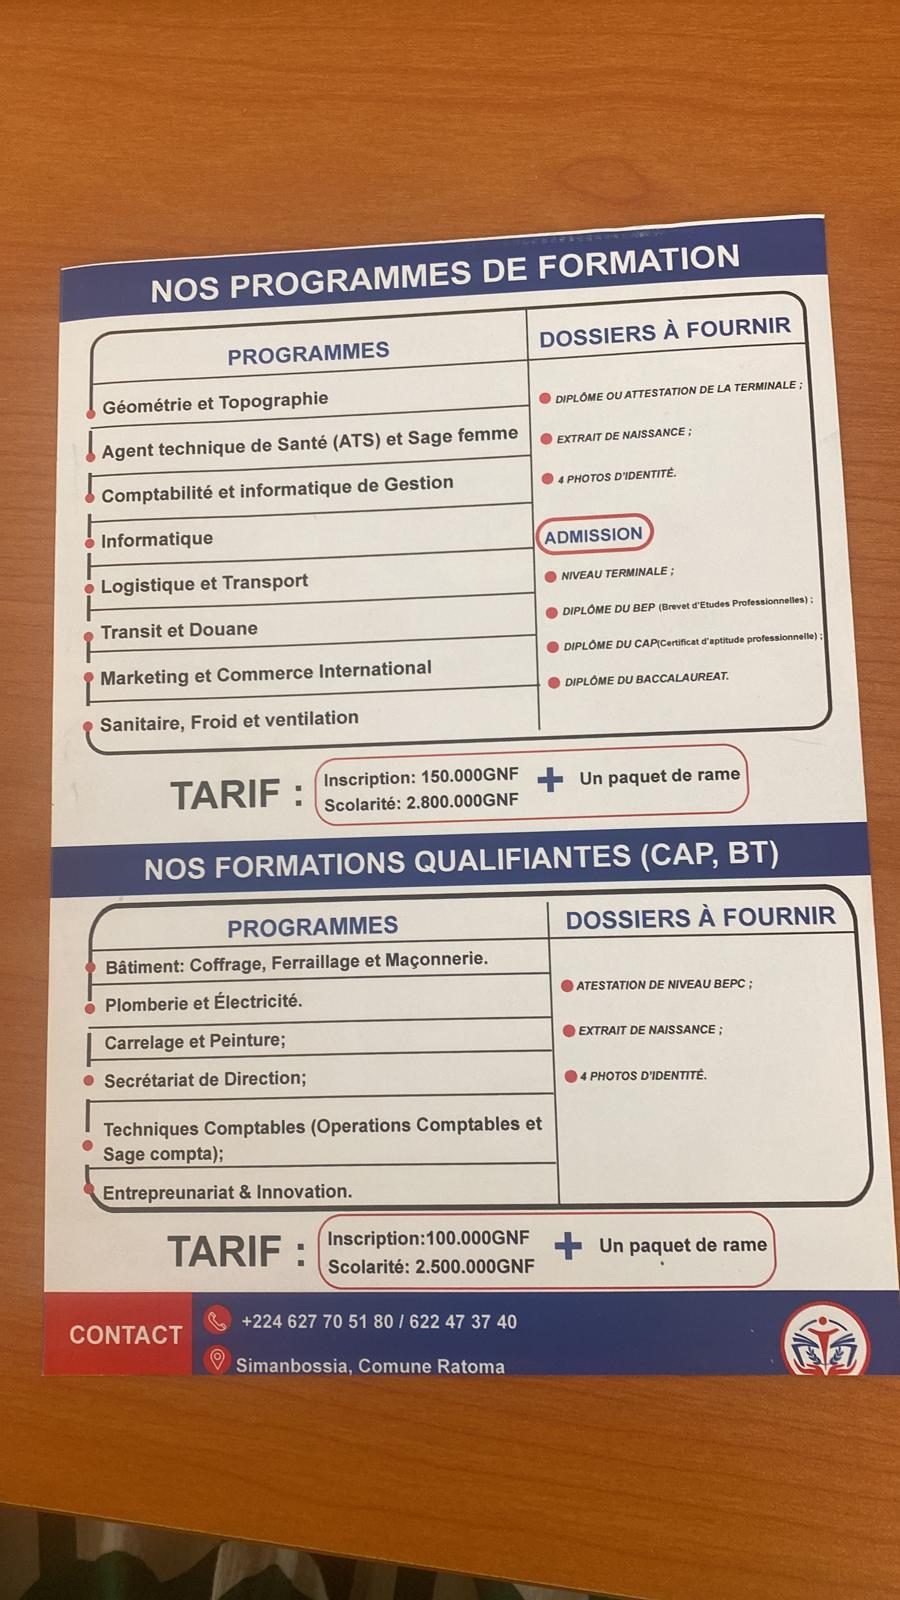 NOS PROGRAMMES DE FORMATION
PROGRAMMES
Géométrie et Topographie
Agent technique de Santé (ATS) et Sage femme
Comptabilité et informatique de Gestion
Informatique
Logistique et Transport
Transit et Douane
Marketing et Commerce International
Sanitaire, Froid et ventilation
DOSSIERS À FOURNIR
DIPLÔME OU ATTESTATION DE LA TERMINALE ;
EXTRAIT DE NAISSANCE ;
4 PHOTOS D'IDENTITÉ.
ADMISSION
NIVEAU TERMINALE ;
DIPLÔME DU BEP (Brevet d'Etudes Professionnelles) ;
DIPLÔME DU CAP(Certificat d'aptitude professionnelle) ;
DIPLÔME DU BACCALAUREAT.
TARIF :
Inscription: 150.000GNF
Scolarité: 2.800.000GNF
+ Un paquet de rame
NOS FORMATIONS QUALIFIANTES (CAP, BT)
PROGRAMMES
Bâtiment: Coffrage, Ferraillage et Maçonnerie.
Plomberie et Électricité.
Carrelage et Peinture;
Secrétariat de Direction;
Techniques Comptables (Operations Comptables et
Sage compta);
Entrepreunariat & Innovation.
DOSSIERS À FOURNIR
ATESTATION DE NIVEAU BEPC ;
EXTRAIT DE NAISSANCE ;
4 PHOTOS D'IDENTITÉ.
TARIF :
Inscription:100.000GNF
Scolarité: 2.500.000GNF
+ Un paquet de rame
CONTACT
+224 627 70 51 80 / 622 47 37 40
Simanbossia, Comune Ratoma